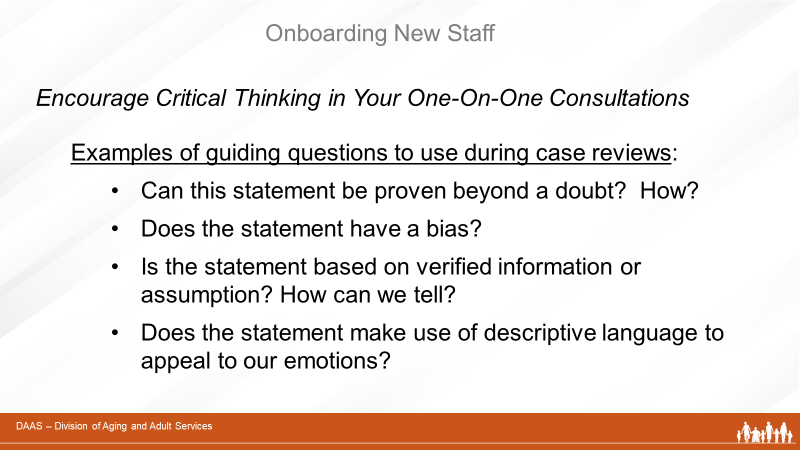 Onboarding New Staff
Encourage Critical Thinking in Your One-On-One Consultations
Examples of guiding questions to use during case reviews:
• Can this statement be proven beyond a doubt?  How?
• Does the statement have a bias?
• Is the statement based on verified information or
assumption? How can we tell?
• Does the statement make use of descriptive language to
appeal to our emotions?
DAAS – Division of Aging and Adult Services